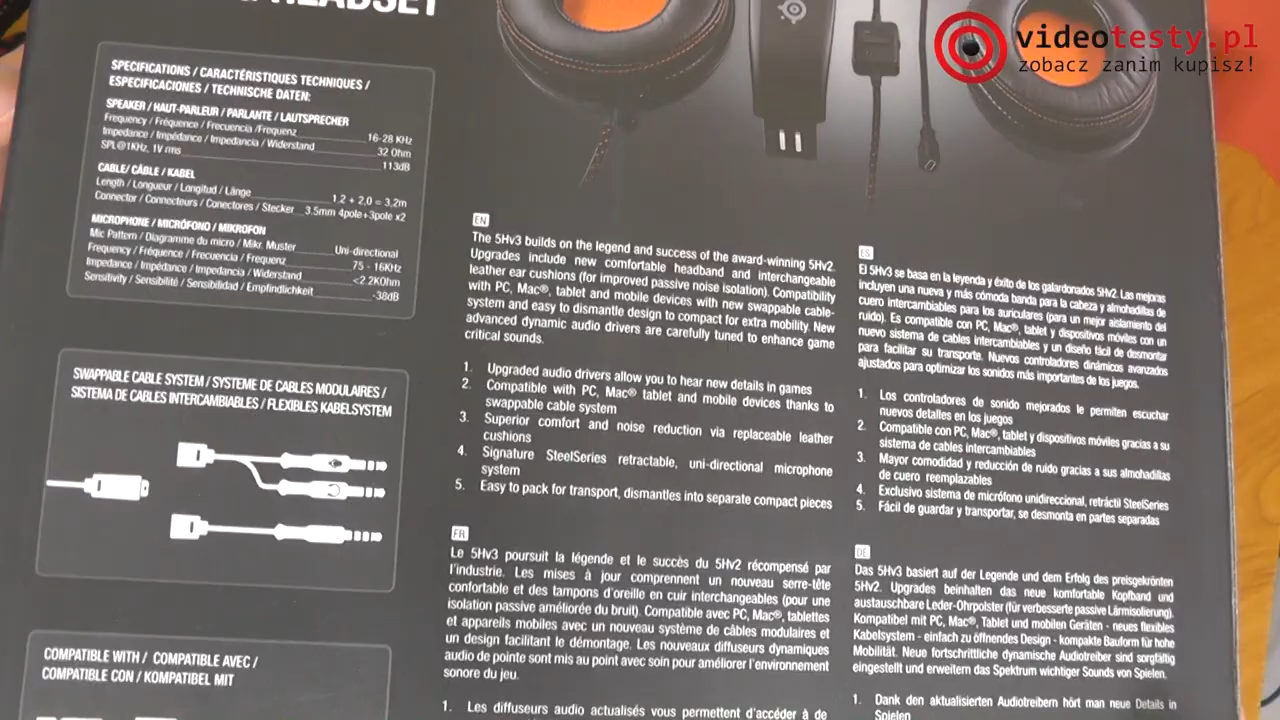 HEADSET
videotesty.pl
zobacz zanim kupisz!
SPECIFICATIONS / CARACTÉRISTIQUES TECHNIQUES /
ESPECIFICACIONES / TECHNISCHE DATEN:
SPEAKER / HAUT-PARLEUR / PARLANTE / LAUTSPRECHER
Frequency / Fréquence / Frecuencia /Frequenz 16-28 KHz
Impedance / Impédance / Impedancia / Widerstand 32 Ohm
SPL@1KHz, 1V rms 113dB
CABLE/ CÂBLE / KABEL
Length / Longueur / Longitud / Länge 1,2 + 2,0 = 3,2m
Connector / Connecteurs / Conectores / Stecker 3.5mm 4pole+3pole x2
MICROPHONE / MICRÓFONO / MIKROFON
Mic Pattern / Diagramme du micro / Mikr. Muster Uni-directional
Frequency / Fréquence / Frecuencia / Frequenz 75 - 16KHz
Impedance / Impédance / Impedancia / Widerstand <2.2KOhm
Sensitivity / Sensibilité / Sensibilidad / Empfindlichkeit -38dB
SWAPPABLE CABLE SYSTEM / SYSTEME DE CABLES MODULAIRES /
SISTEMA DE CABLES INTERCAMBIABLES / FLEXIBLES KABELSYSTEM
COMPATIBLE WITH / COMPATIBLE AVEC /
COMPATIBLE CON / KOMPATIBEL MIT
EN
The 5Hv3 builds on the legend and success of the award-winning 5Hv2.
Upgrades include new comfortable headband and interchangeable
leather ear cushions (for improved passive noise isolation). Compatibility
with PC, Mac®, tablet and mobile devices with new swappable cable-
system and easy to dismantle design to compact for extra mobility. New
advanced dynamic audio drivers are carefully tuned to enhance game
critical sounds.
1. Upgraded audio drivers allow you to hear new details in games
2. Compatible with PC, Mac® tablet and mobile devices thanks to
swappable cable system
3. Superior comfort and noise reduction via replaceable leather
cushions
4. Signature SteelSeries retractable, uni-directional microphone
system
5. Easy to pack for transport, dismantles into separate compact pieces
FR
Le 5Hv3 poursuit la légende et le succès du 5Hv2 récompensé par
l'industrie. Les mises à jour comprennent un nouveau serre-tête
confortable et des tampons d'oreille en cuir interchangeables (pour une
isolation passive améliorée du bruit). Compatible avec PC, Mac®, tablettes
et appareils mobiles avec un nouveau système de câbles modulaires et
un design facilitant le démontage. Les nouveaux diffuseurs dynamiques
audio de pointe sont mis au point avec soin pour améliorer l'environnement
sonore du jeu.
1. Les diffuseurs audio actualisés vous permettent d'accéder à de
ES
El 5Hv3 se basa en la leyenda y éxito de los galardonados 5Hv2. Las mejoras
incluyen una nueva y más cómoda banda para la cabeza y almohadillas de
cuero intercambiables para los auriculares (para un mejor aislamiento del
ruido). Es compatible con PC, Mac®, tablet y dispositivos móviles con un
nuevo sistema de cables intercambiables y un diseño fácil de desmontar
para facilitar su transporte. Nuevos controladores dinámicos avanzados
ajustados para optimizar los sonidos más importantes de los juegos.
1. Los controladores de sonido mejorados le permiten escuchar
nuevos detalles en los juegos
2. Compatible con PC, Mac®, tablet y dispositivos móviles gracias a su
sistema de cables intercambiables
3. Mayor comodidad y reducción de ruido gracias a sus almohadillas
de cuero reemplazables
4. Exclusivo sistema de micrófono unidireccional, retráctil SteelSeries
5. Fácil de guardar y transportar, se desmonta en partes separadas
DE
Das 5Hv3 basiert auf der Legende und dem Erfolg des preisgekrönten
5Hv2. Upgrades beinhalten das neue komfortable Kopfband und
austauschbare Leder-Ohrpolster (für verbesserte passive Lärmisolierung).
Kompatibel mit PC, Mac®, Tablet und mobilen Geräten - neues flexibles
Kabelsystem - einfach zu öffnendes Design - kompakte Bauform für hohe
Mobilität. Neue fortschrittliche dynamische Audiotreiber sind sorgfältig
eingestellt und erweitern das Spektrum wichtiger Sounds von Spielen.
1. Dank den aktualisierten Audiotreibern hört man neue Details in
Spielen